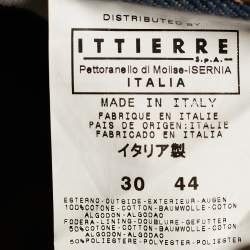 DISTRIBUTED BY
ITTIERRE
S.p.A.
Pettoranello di Molise-ISERNIA
ITALIA
MADE IN ITALY
FABRIQUE EN ITALIE
PAIS DE ORIGEN:ITALIE
FABRICADO EN ITALIA
イタリア製
30 44
ESTERNO-OUTSIDE-EXTERIEUR-AUßEN
100%COTONE-COTTON-BAUMWOLLE-COTON
ALGODON-ALGODAO
FODERA-LINING-DOUBLURE-GEFUTTER
50%COTONE-COTTON-BAUMWOLLE-COTON
ALGODON-ALGODAO
50%POLIESTERE-POLYESTER-POLIESTER